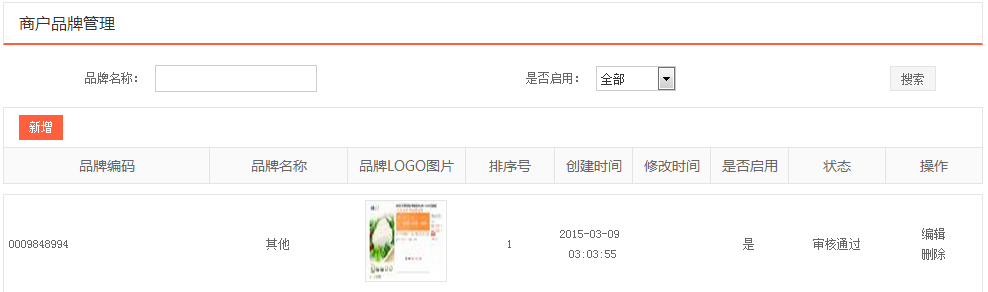 商户品牌管理
品牌名称： 是否启用： 全部 搜索
新增
品牌编码 品牌名称 品牌LOGO图片 排序号 创建时间 修改时间 是否启用 状态 操作
0009848994 其他 1 2015-03-09 03:03:55 是 审核通过 编辑
删除